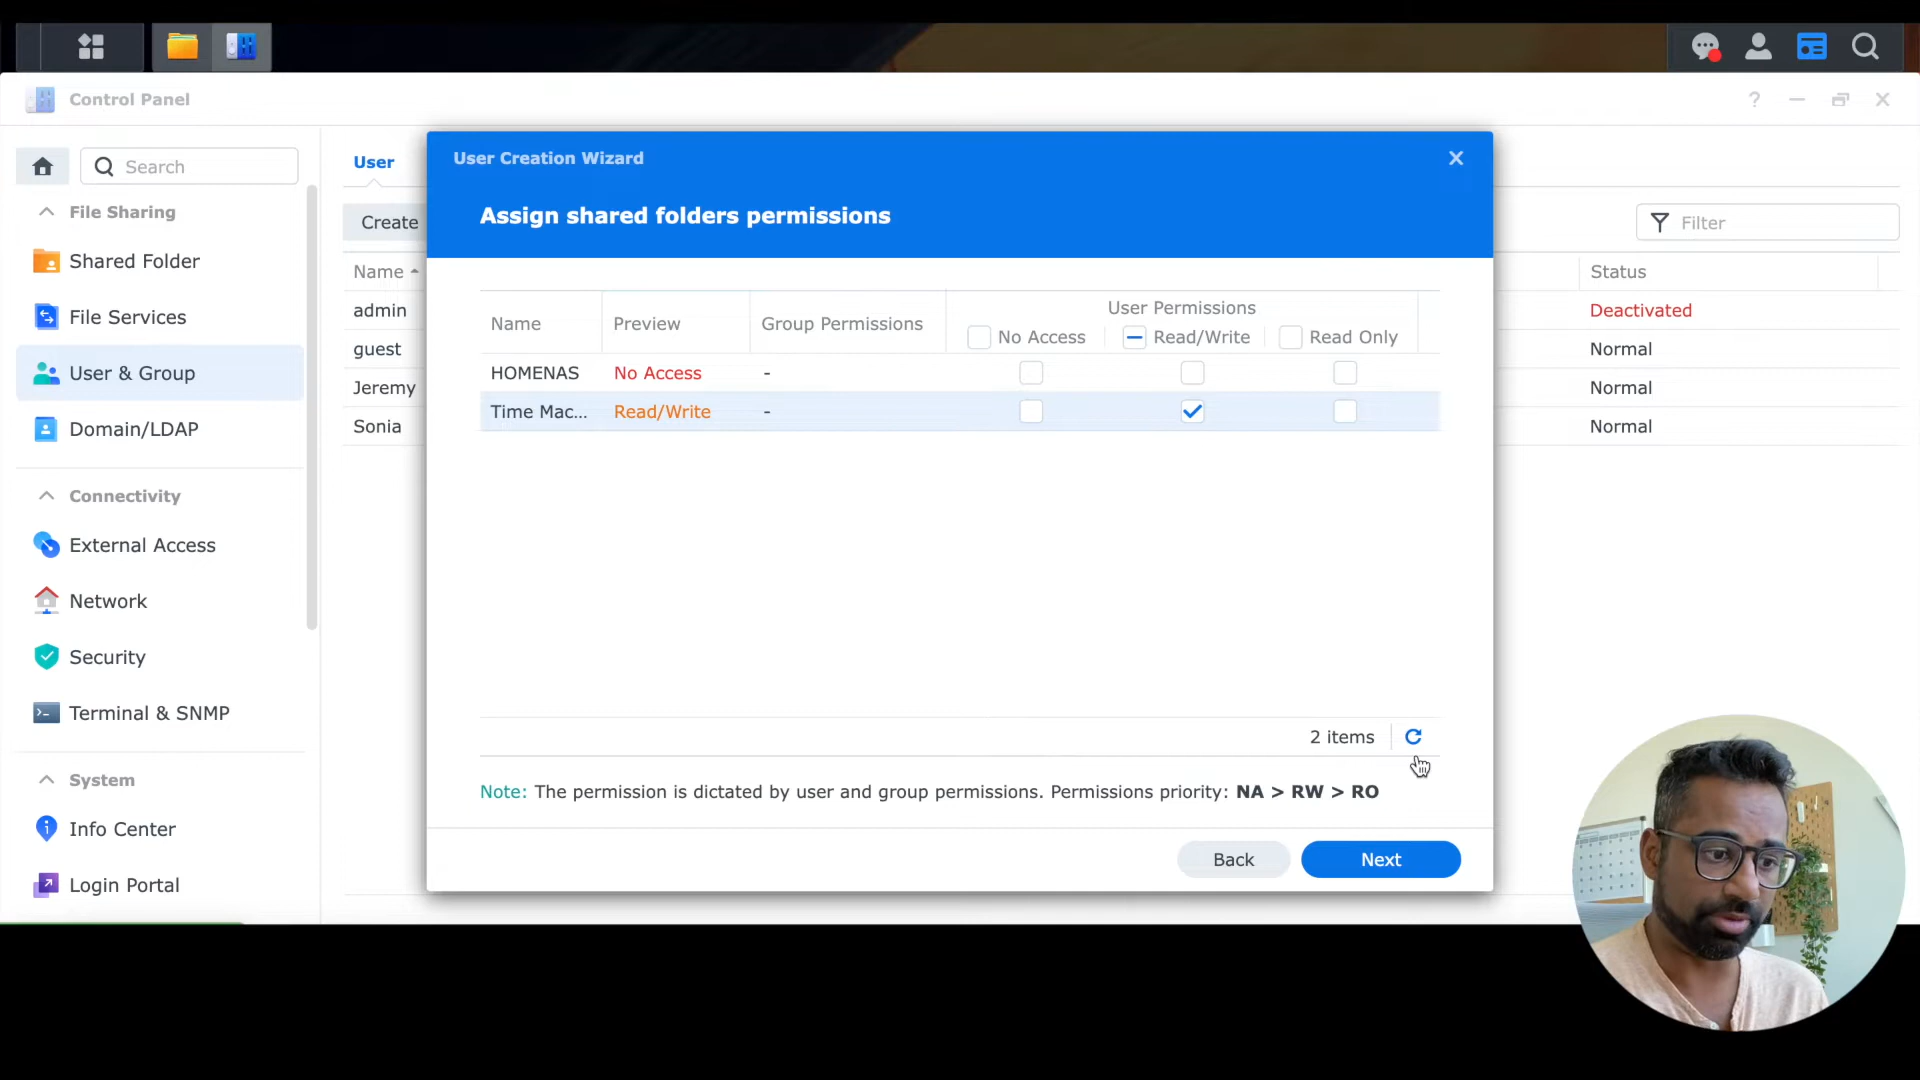 Control Panel
Search
File Sharing
Shared Folder
File Services
User & Group
Domain/LDAP
Connectivity
External Access
Network
Security
Terminal & SNMP
System
Info Center
Login Portal
User
Create
Filter
Name
Status
admin
Deactivated
guest
Normal
Jeremy
Normal
Sonia
Normal
User Creation Wizard
Assign shared folders permissions
Name
Preview
Group Permissions
User Permissions
No Access
Read/Write
Read Only
HOMENAS
No Access
-
Time Mac...
Read/Write
-
2 items
Note: The permission is dictated by user and group permissions. Permissions priority: NA > RW > RO
Back
Next